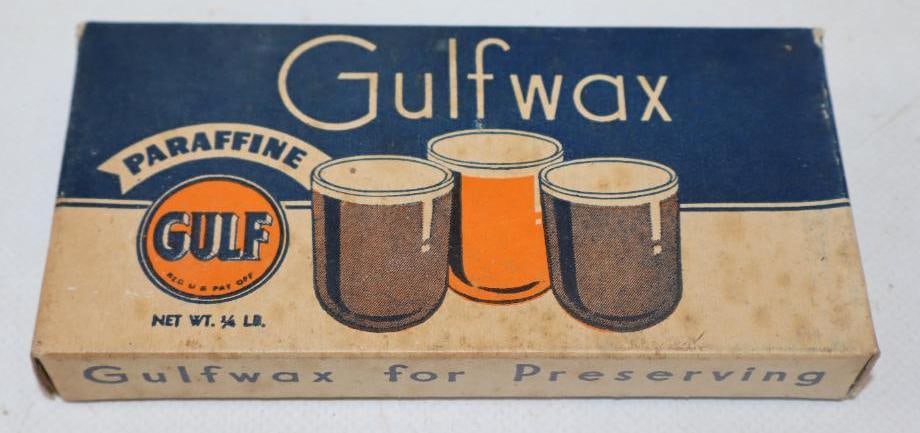 Gulfwax
PARAFFINE
GULF
REG U S PAT OFF
NET WT. ¼ LB.
Gulfwax for Preserving